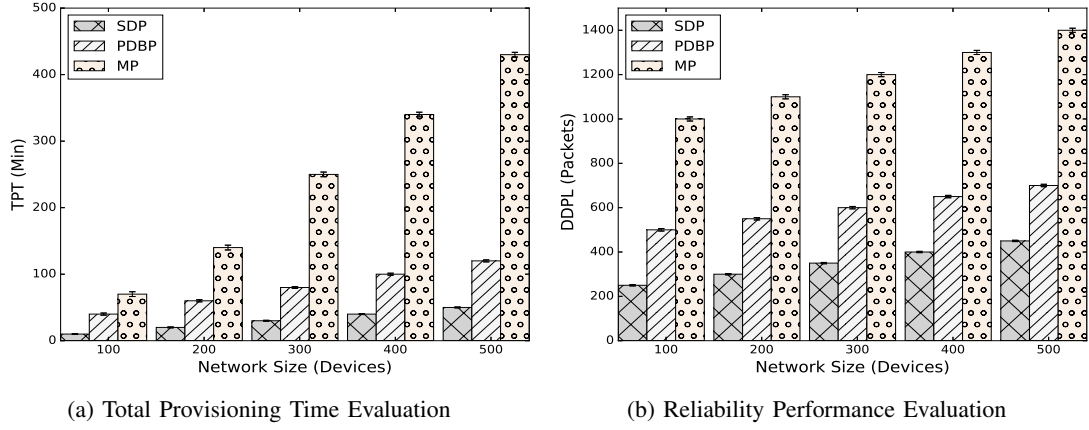 500
400
300
200
100
0
TPT (Min)
SDP
PDBP
MP
100 200 300 400 500
Network Size (Devices)
(a) Total Provisioning Time Evaluation
1400
1200
1000
800
600
400
200
0
DDPL (Packets)
SDP
PDBP
MP
100 200 300 400 500
Network Size (Devices)
(b) Reliability Performance Evaluation